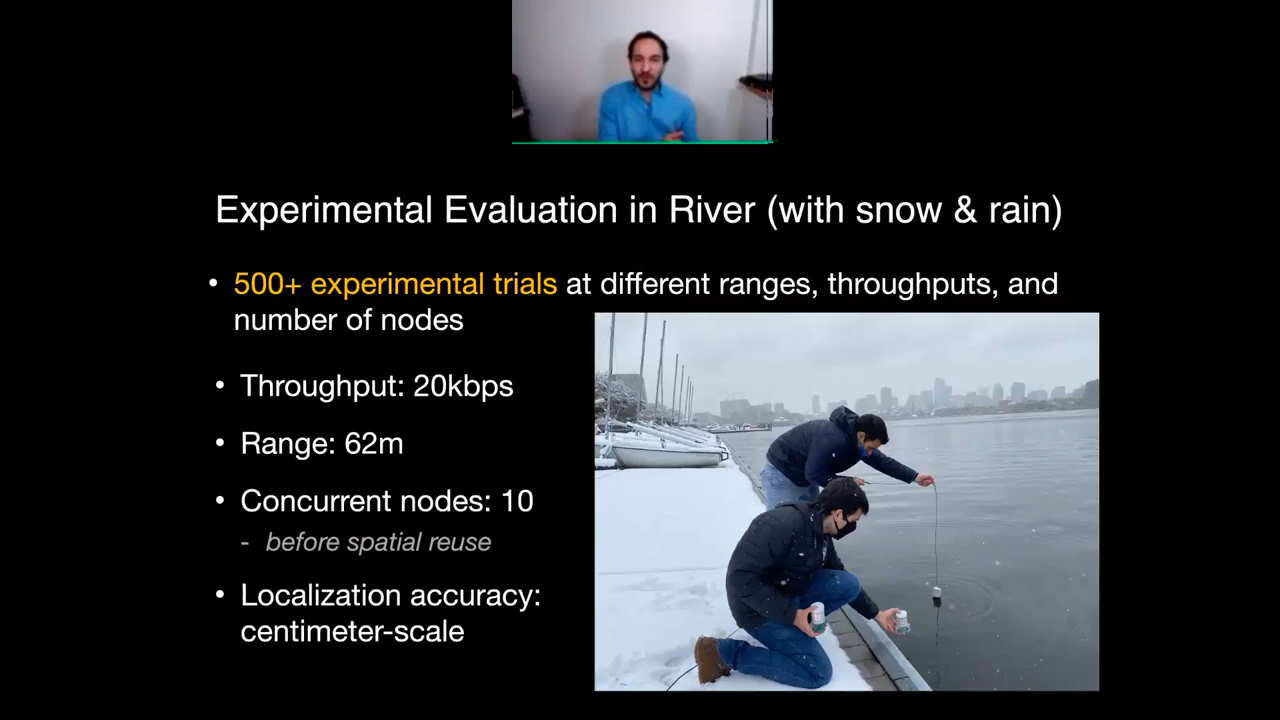 Experimental Evaluation in River (with snow & rain)
• 500+ experimental trials at different ranges, throughputs, and
number of nodes
• Throughput: 20kbps
• Range: 62m
• Concurrent nodes: 10
- before spatial reuse
• Localization accuracy:
centimeter-scale